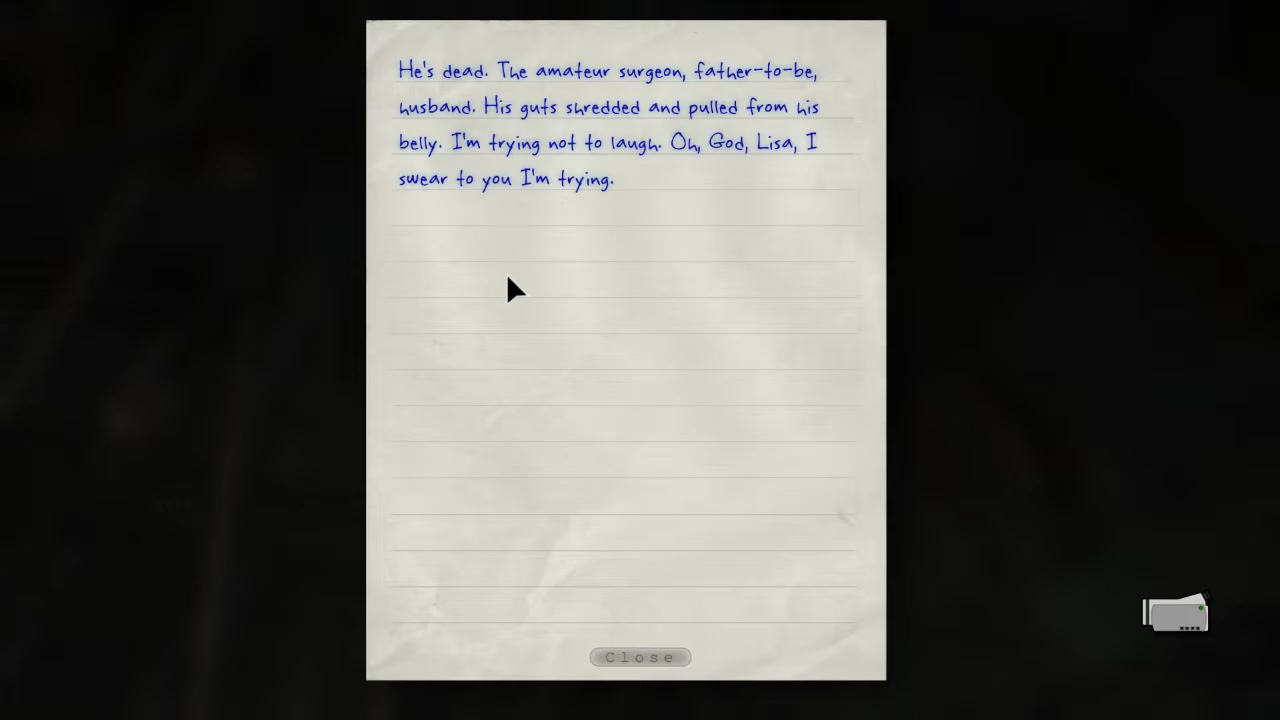 He's dead. The amateur surgeon, father-to-be,
husband. His guts shredded and pulled from his
belly. I'm trying not to laugh. Oh, God, Lisa, I
swear to you I'm trying.
Close